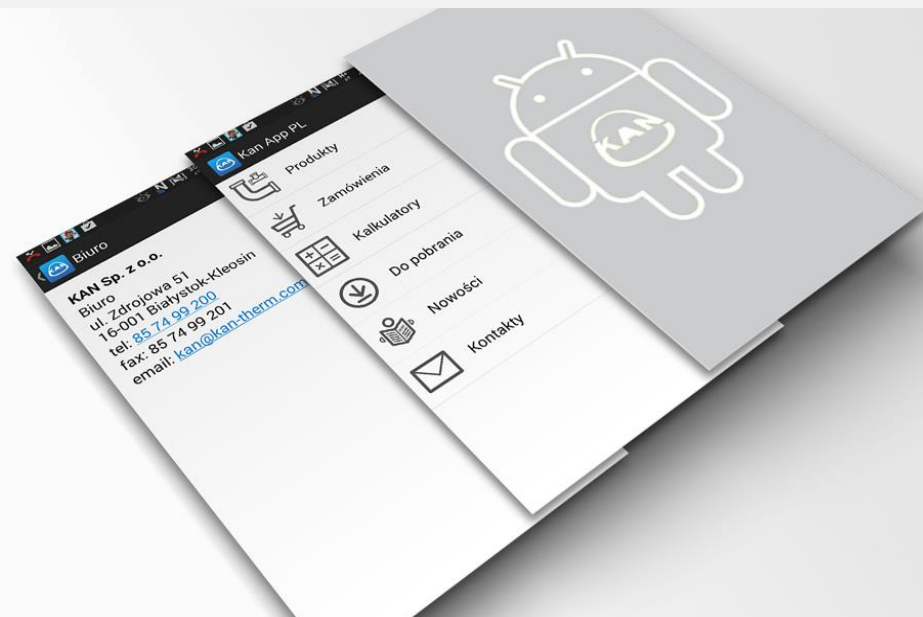 Biuro
KAN Sp. z o.o.
Biuro
ul. Zdrojowa 51
16-001 Białystok-Kleosin
tel: 85 74 99 200
fax: 85 74 99 201
email: kan@kan-therm.com
Kan App PL
Produkty
Zamówienia
Kalkulatory
Do pobrania
Nowości
Kontakty
KAN